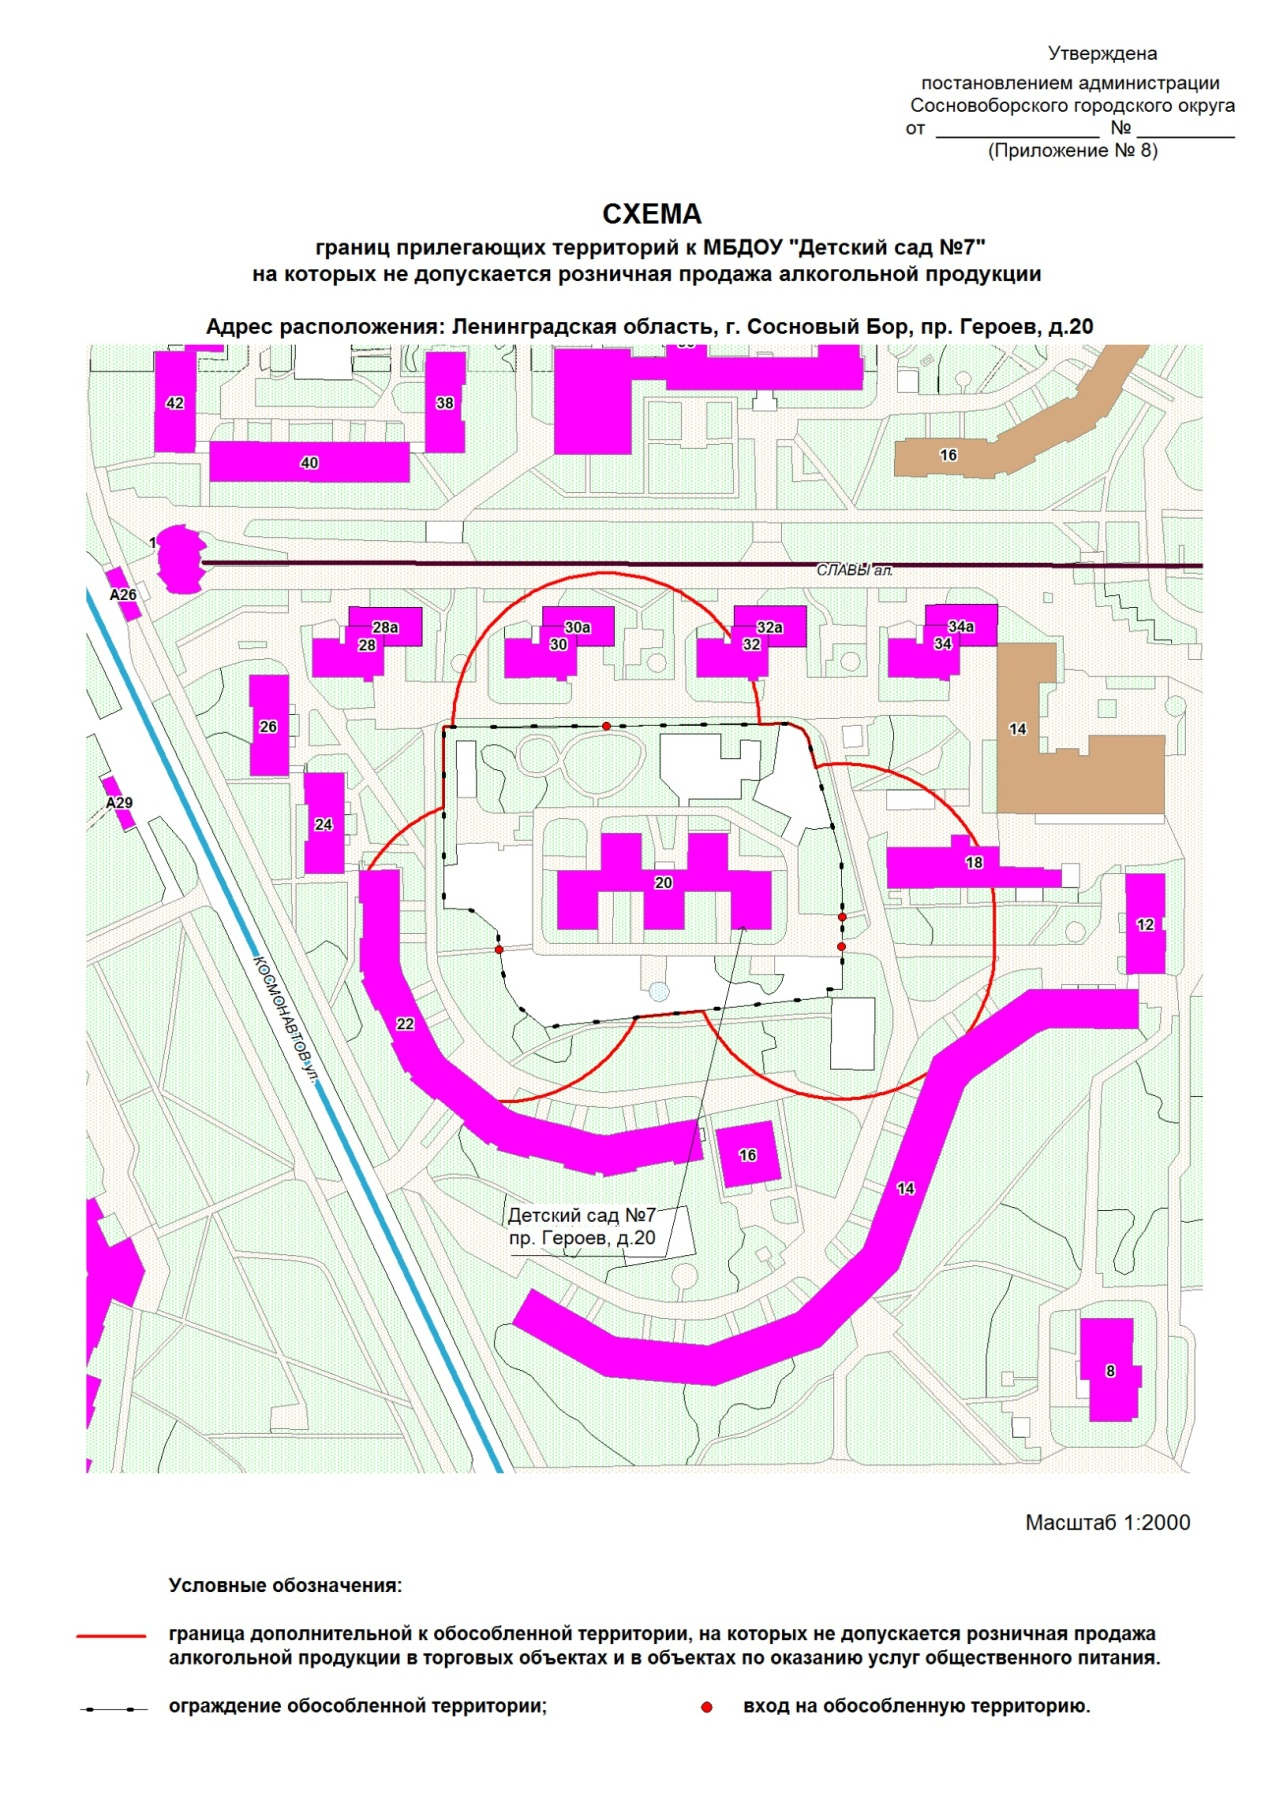 Утверждена
постановлением администрации
Сосновоборского городского округа
от _______________ № _________
(Приложение № 8)
СХЕМА
границ прилегающих территорий к МБДОУ "Детский сад №7"
на которых не допускается розничная продажа алкогольной продукции
Адрес расположения: Ленинградская область, г. Сосновый Бор, пр. Героев, д.20
42
38
40
16
1
СЛАВЫ ал.
А26
28а
30а
32а
34а
28
30
32
34
26
14
А29
24
18
20
12
22
КОСМОНАВТОВ ул.
16
14
Детский сад №7
пр. Героев, д.20
8
Масштаб 1:2000
Условные обозначения:
граница дополнительной к обособленной территории, на которых не допускается розничная продажа
алкогольной продукции в торговых объектах и в объектах по оказанию услуг общественного питания.
ограждение обособленной территории;
вход на обособленную территорию.